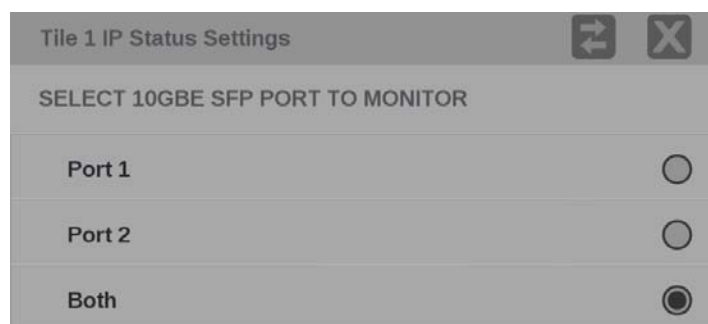 Tile 1 IP Status Settings
SELECT 10GBE SFP PORT TO MONITOR
Port 1
Port 2
Both